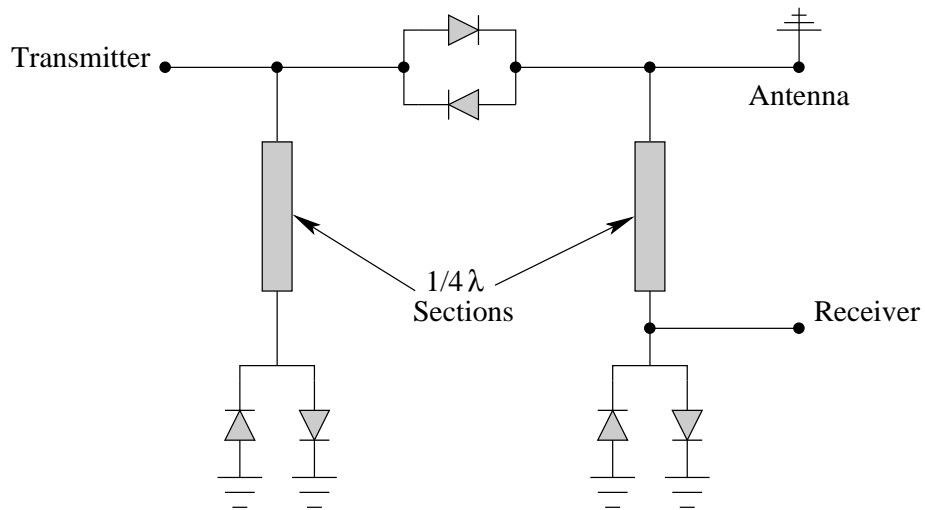 Transmitter
Antenna
1/4 λ
Sections
Receiver